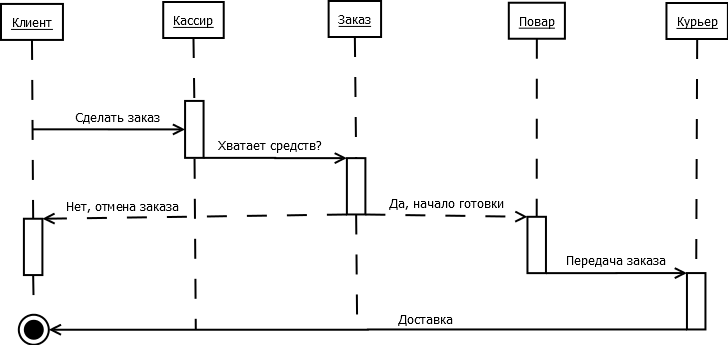 Клиент
Кассир
Заказ
Повар
Курьер
Сделать заказ
Хватает средств?
Нет, отмена заказа
Да, начало готовки
Передача заказа
Доставка